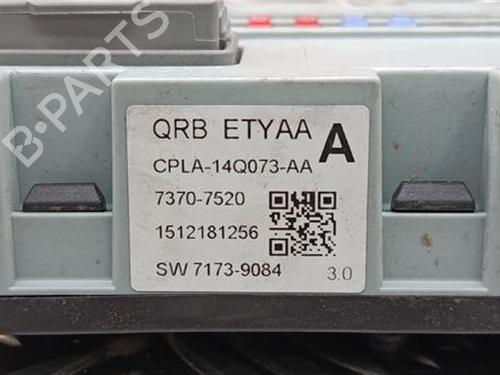 B-PARTS
QRB ETYAA A
CPLA-14Q073-AA
7370-7520
1512181256
SW 7173-9084 3.0